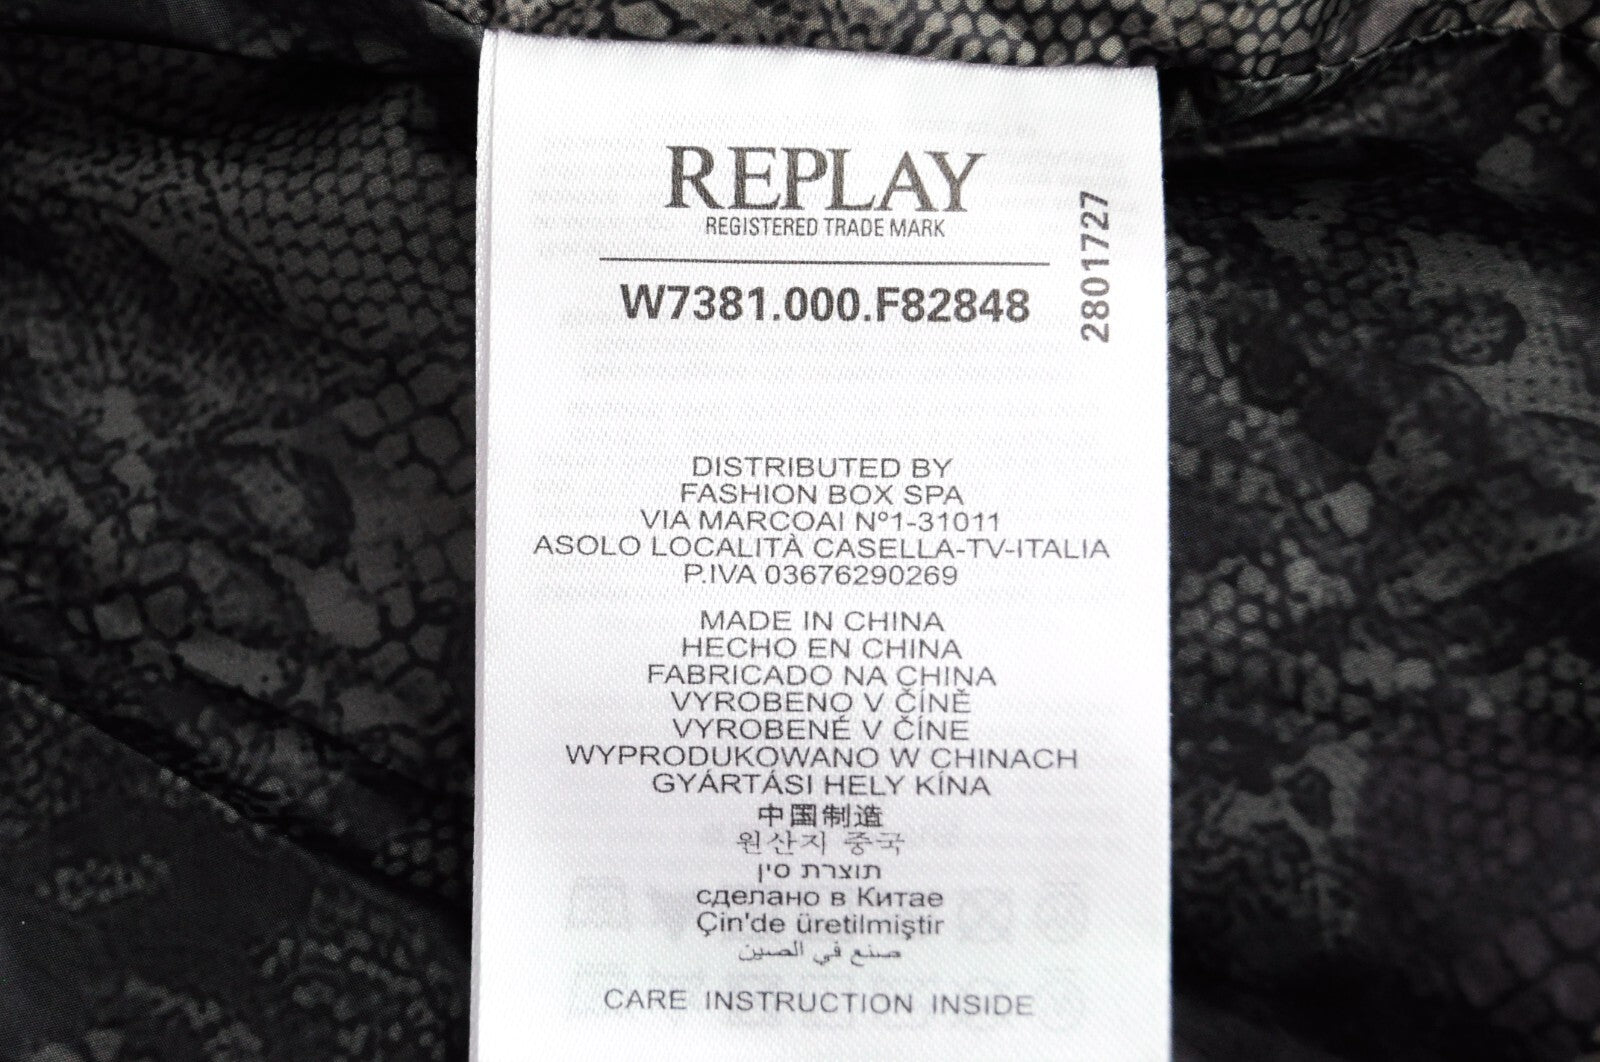 REPLAY
REGISTERED TRADE MARK
W7381.000.F82848
2801727
DISTRIBUTED BY
FASHION BOX SPA
VIA MARCOAI Nº1-31011
ASOLO LOCALITÀ CASELLA-TV-ITALIA
P.IVA 03676290269
MADE IN CHINA
HECHO EN CHINA
FABRICADO NA CHINA
VYROBENO V ČÍNĚ
VYROBENÉ V ČÍNE
WYPRODUKOWANO W CHINACH
GYÁRTÁSI HELY KÍNA
中国制造
원산지 중국
תוצרת סין
сделано в Китае
Çin'de üretilmiştir
صنع في الصين
CARE INSTRUCTION INSIDE